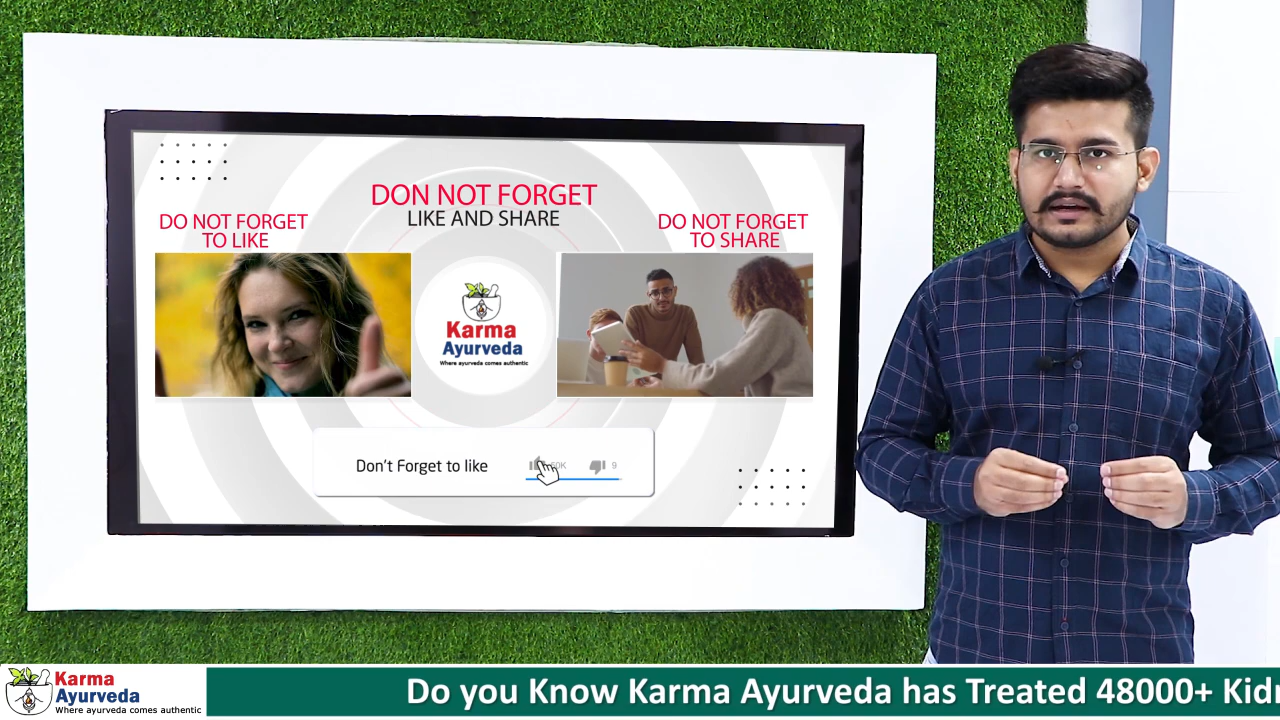 DON NOT FORGET
LIKE AND SHARE
DO NOT FORGET
TO LIKE
DO NOT FORGET
TO SHARE
Karma
Ayurveda
Where ayurveda comes authentic
Don't Forget to like
60K
9
Karma
Ayurveda
Where ayurveda comes authentic
Do you Know Karma Ayurveda has Treated 48000+